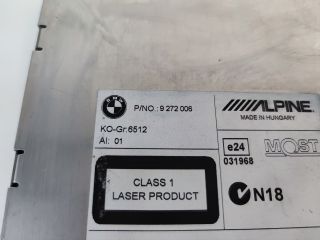 BMW
P/NO.: 9 272 006
KO-Gr:6512
AI: 01
CLASS 1
LASER PRODUCT
ALPINE
MADE IN HUNGARY
e24
031968
MOST
N18